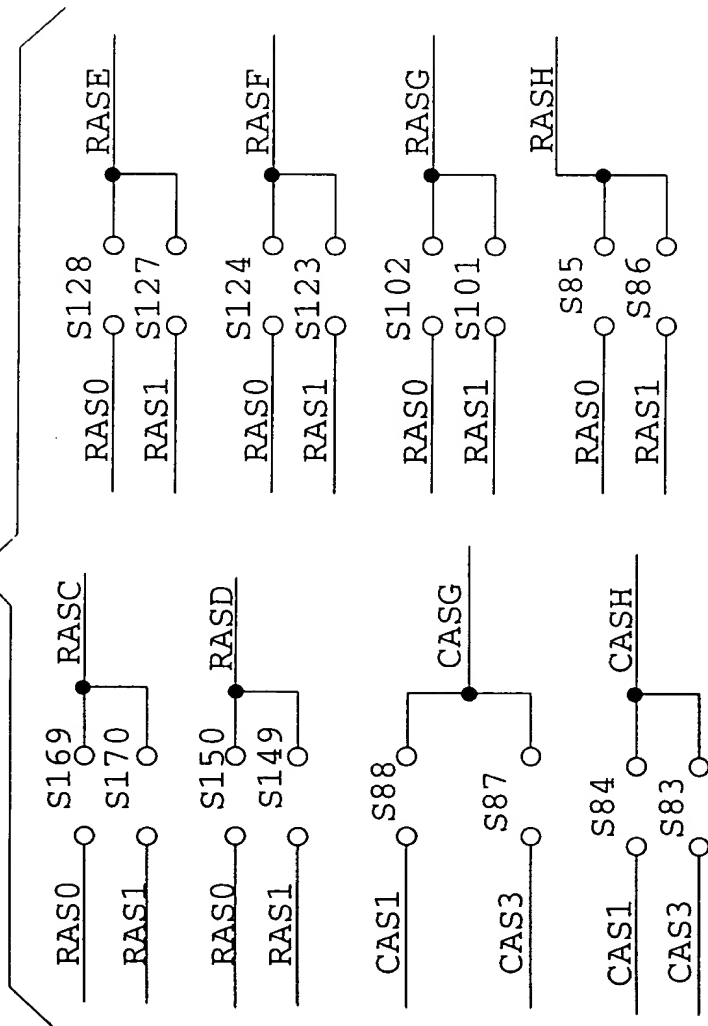 RAS0 S128 RASE
RAS1 S127
RAS0 S124 RASF
RAS1 S123
RAS0 S102 RASG
RAS1 S101
RAS0 S85 RASH
RAS1 S86
RAS0 S169 RASC
RAS1 S170
RAS0 S150 RASD
RAS1 S149
CAS1 S88 CASG
CAS3 S87
CAS1 S84 CASH
CAS3 S83